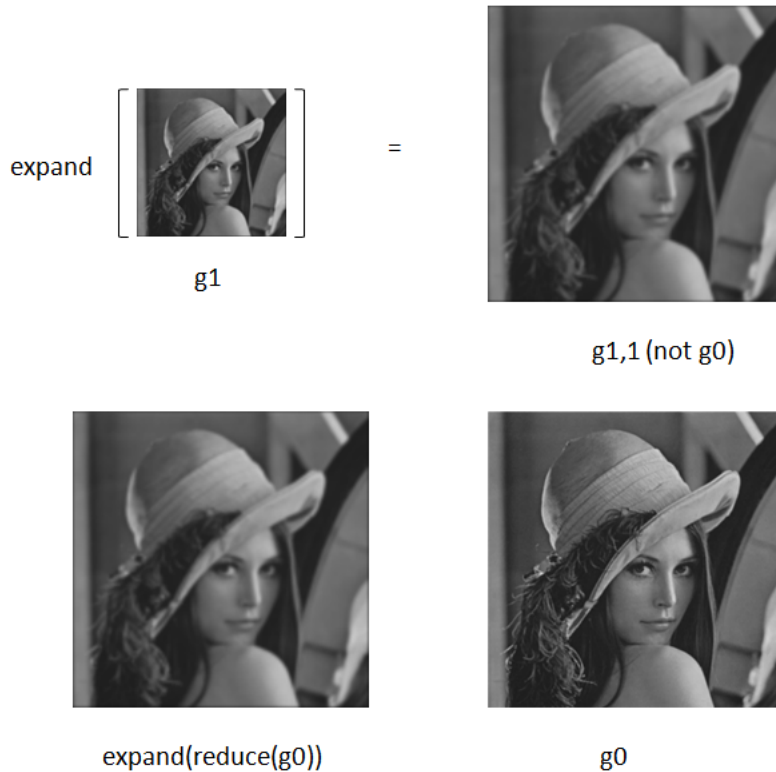 expand
=
g1
g1,1 (not g0)
expand(reduce(g0))
g0